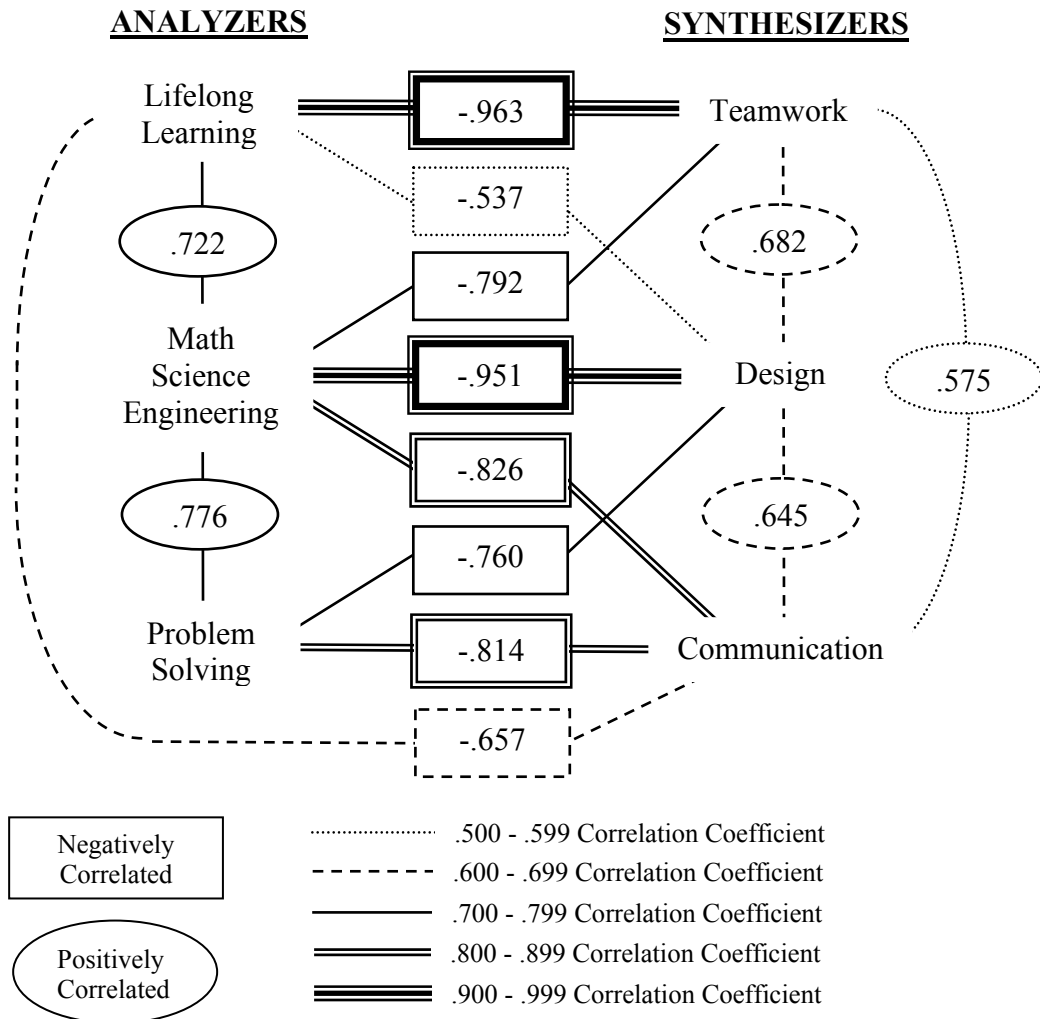 ANALYZERS
SYNTHESIZERS
Lifelong
Learning
-.963
Teamwork
-.537
.722
.682
-.792
Math
Science
Engineering
-.951
Design
.575
-.826
.776
.645
-.760
Problem
Solving
-.814
Communication
-.657
Negatively
Correlated
Positively
Correlated
.500 - .599 Correlation Coefficient
.600 - .699 Correlation Coefficient
.700 - .799 Correlation Coefficient
.800 - .899 Correlation Coefficient
.900 - .999 Correlation Coefficient